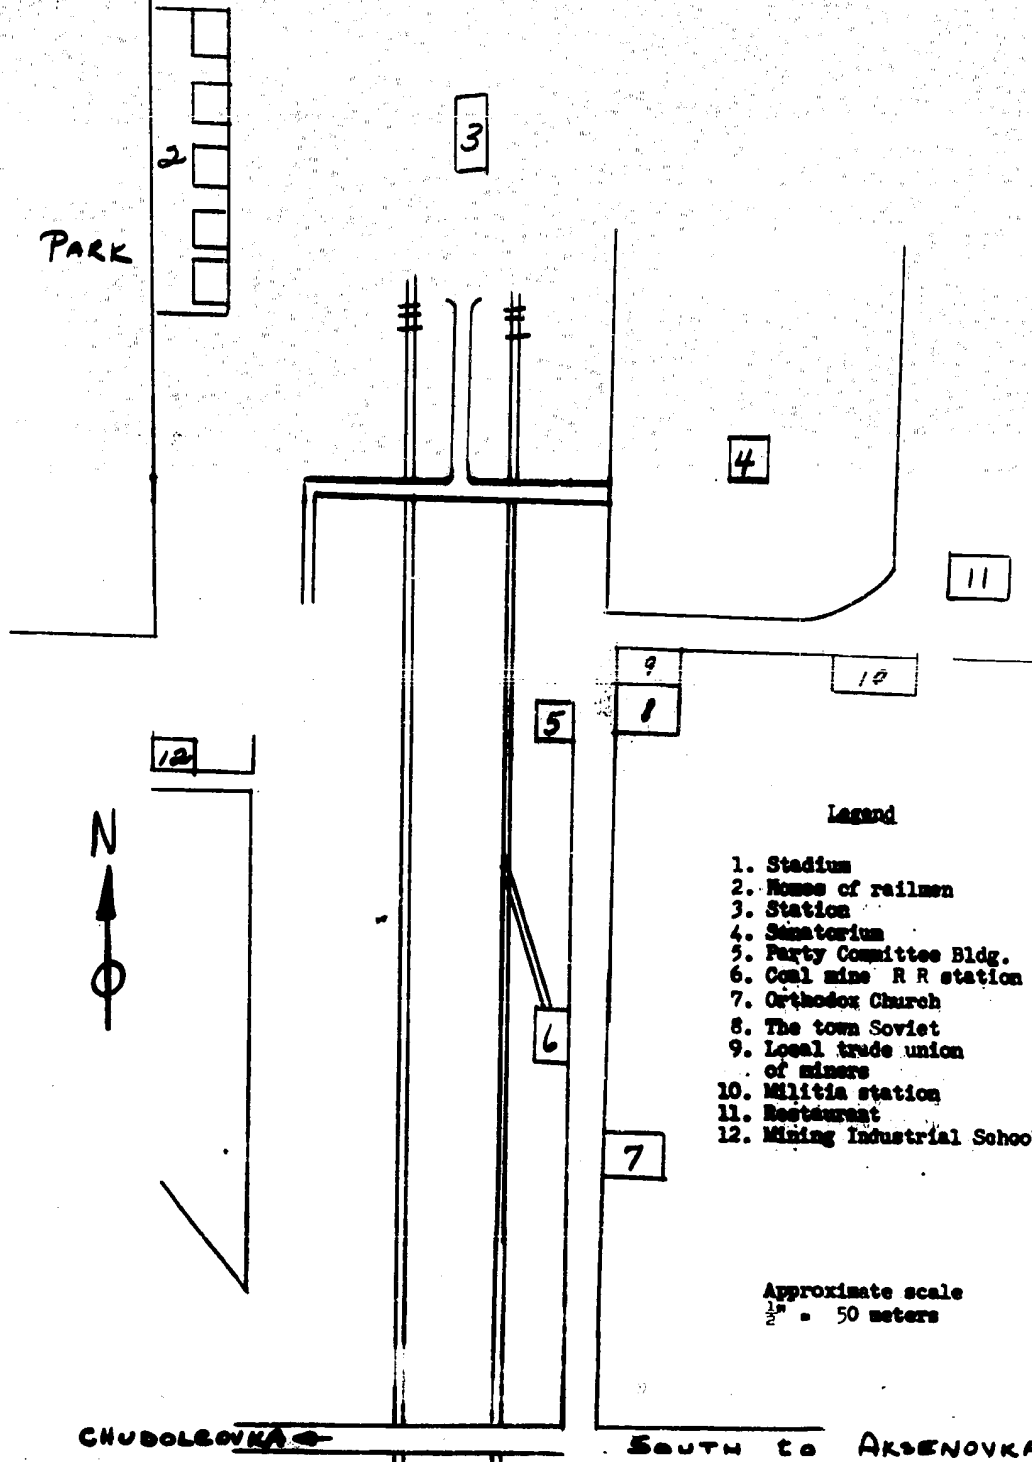 2
3
PARK
4
11
9
10
8
5
12
N
Legend
1. Stadium
2. Homes of railmen
3. Station
4. Sanatorium
5. Party Committee Bldg.
6. Coal mine R R station
7. Orthodox Church
8. The town Soviet
9. Local trade union
of miners
10. Militia station
11. Restaurant
12. Mining Industrial Schoo
6
7
Approximate scale
½" = 50 meters
CHUDOLEOVKA ←
SOUTH to AKSENOVKA